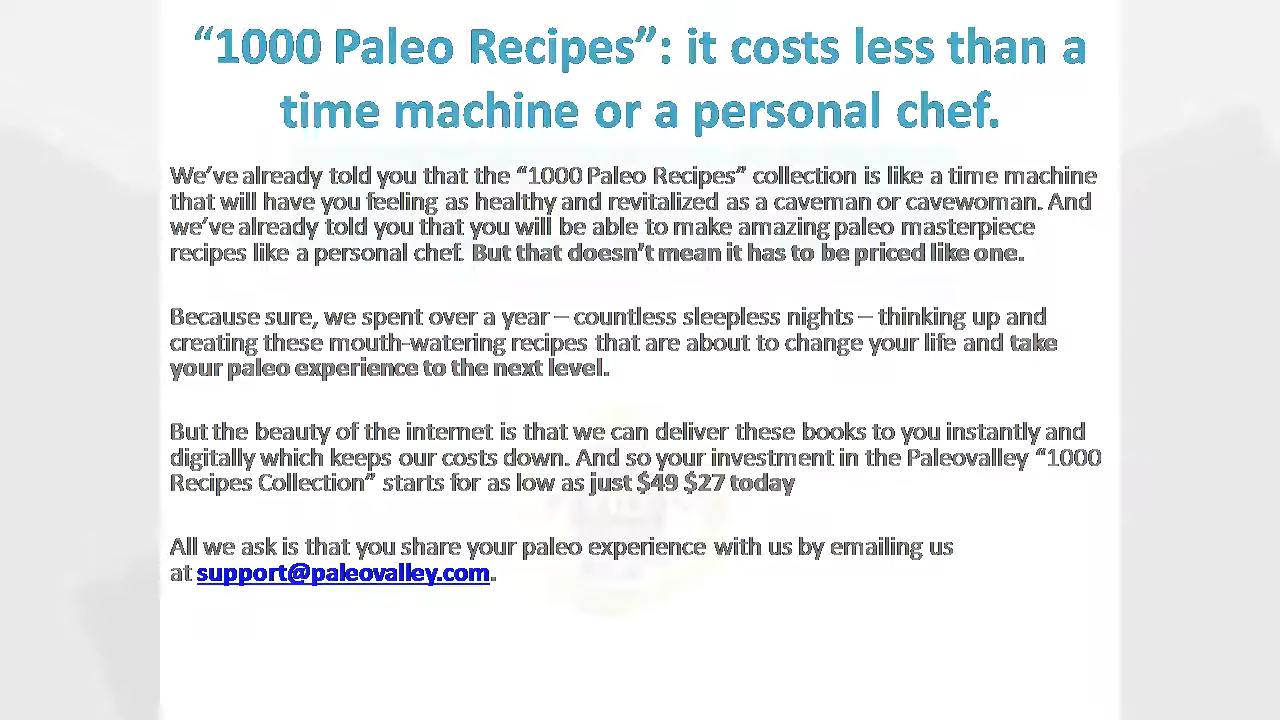 “1000 Paleo Recipes”: it costs less than a
time machine or a personal chef.
We’ve already told you that the “1000 Paleo Recipes” collection is like a time machine
that will have you feeling as healthy and revitalized as a caveman or cavewoman. And
we’ve already told you that you will be able to make amazing paleo masterpiece
recipes like a personal chef. But that doesn’t mean it has to be priced like one.
Because sure, we spent over a year – countless sleepless nights – thinking up and
creating these mouth-watering recipes that are about to change your life and take
your paleo experience to the next level.
But the beauty of the internet is that we can deliver these books to you instantly and
digitally which keeps our costs down. And so your investment in the Paleovalley “1000
Recipes Collection” starts for as low as just $49 $27 today
All we ask is that you share your paleo experience with us by emailing us
at support@paleovalley.com.